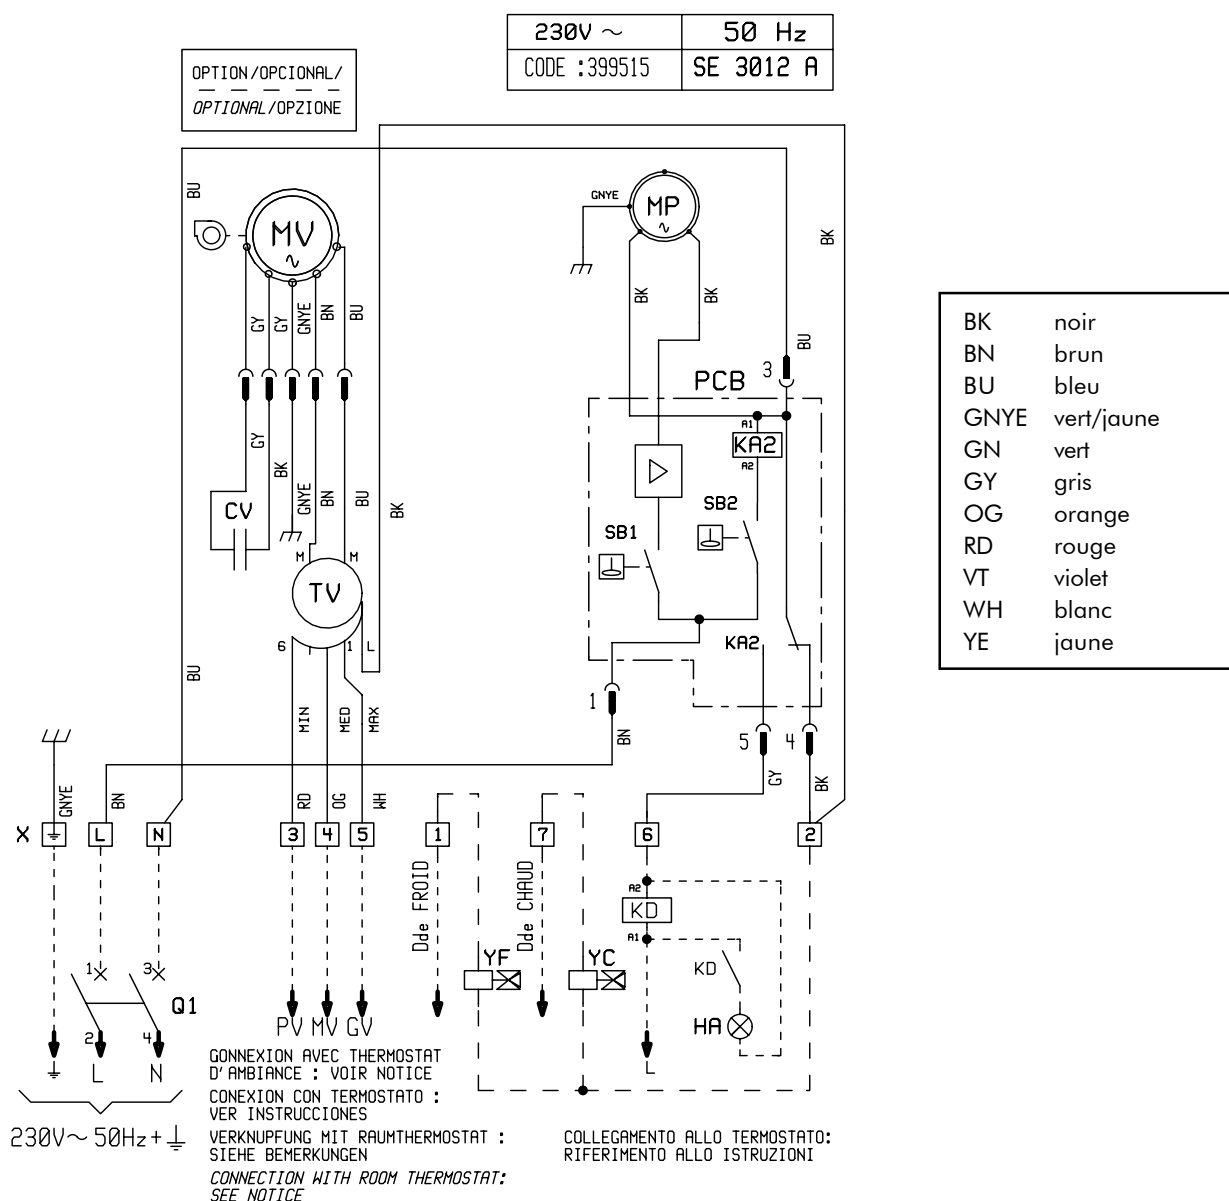 230V ~ 50 Hz
CODE :399515 SE 3012 A
OPTION/OPCIONAL/
OPTIONAL/OPZIONE
BU
MV
∿
GNYE
MP
∿
BK
GY
GY
GNYE
BN
BU
BK
BK
BU
3
PCB
A1
KA2
A2
GY
BK
GNYE
BN
BU
BK
CV
SB2
SB1
M
M
TV
6
1
L
KA2
BU
MIN
MED
MAX
1
BN
5
4
GY
BK
GNYE
BN
RD
OG
WH
X
L
N
3
4
5
1
7
6
2
Dde FROID
Dde CHAUD
A2
KD
A1
YF
YC
KD
HA
1
3
Q1
2
4
L
N
PV
MV
GV
L
230V~ 50Hz+
GONNEXION AVEC THERMOSTAT
D'AMBIANCE : VOIR NOTICE
CONEXION CON TERMOSTATO :
VER INSTRUCCIONES
VERKNUPFUNG MIT RAUMTHERMOSTAT :
SIEHE BEMERKUNGEN
CONNECTION WITH ROOM THERMOSTAT:
SEE NOTICE
COLLEGAMENTO ALLO TERMOSTATO:
RIFERIMENTO ALLO ISTRUZIONI
BK noir
BN brun
BU bleu
GNYE vert/jaune
GN vert
GY gris
OG orange
RD rouge
VT violet
WH blanc
YE jaune